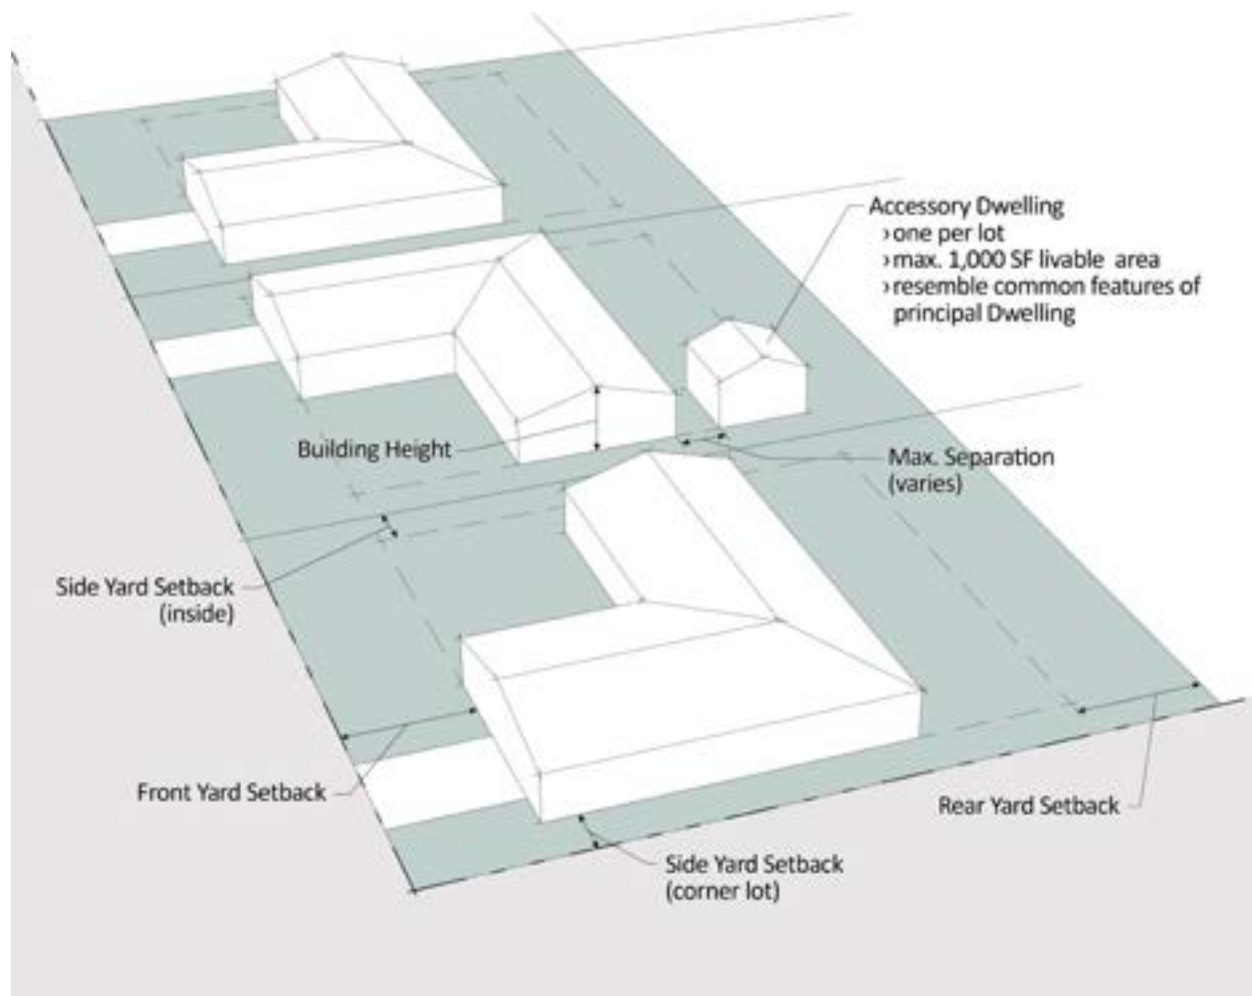 Accessory Dwelling
›one per lot
›max. 1,000 SF livable area
›resemble common features of
principal Dwelling
Building Height
Max. Separation
(varies)
Side Yard Setback
(inside)
Front Yard Setback
Rear Yard Setback
Side Yard Setback
(corner lot)